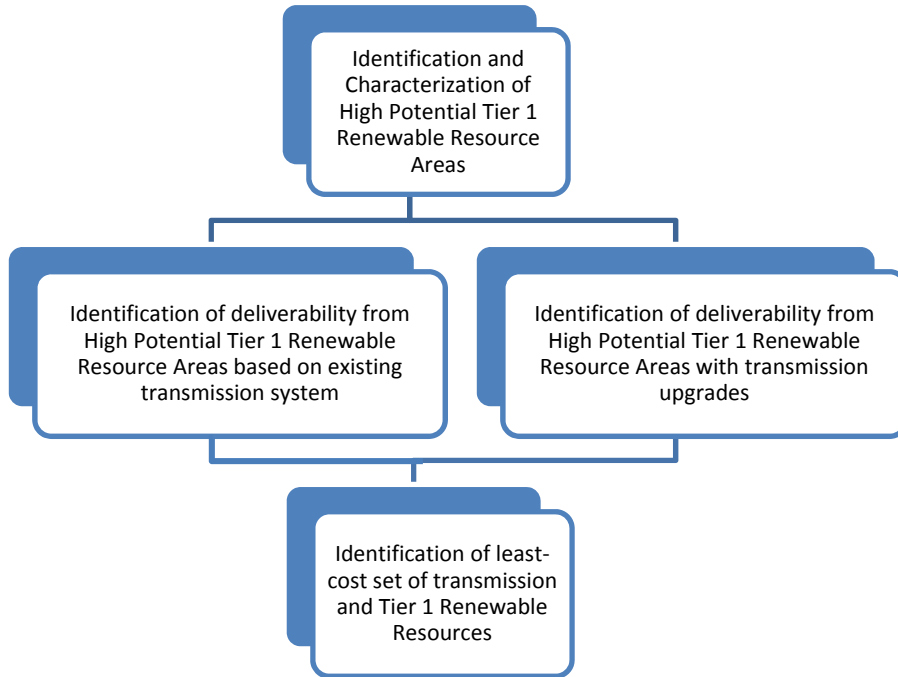 Identification and
Characterization of
High Potential Tier 1
Renewable Resource
Areas
Identification of deliverability from
High Potential Tier 1 Renewable
Resource Areas based on existing
transmission system
Identification of deliverability from
High Potential Tier 1 Renewable
Resource Areas with transmission
upgrades
Identification of least-
cost set of transmission
and Tier 1 Renewable
Resources